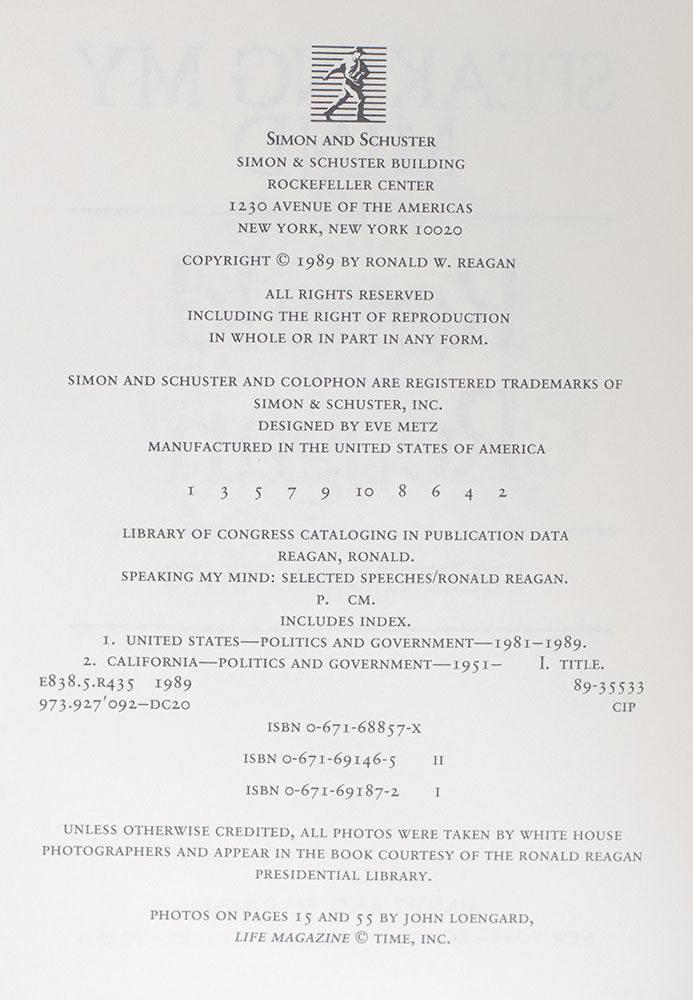 SIMON AND SCHUSTER
SIMON & SCHUSTER BUILDING
ROCKEFELLER CENTER
1230 AVENUE OF THE AMERICAS
NEW YORK, NEW YORK 10020
COPYRIGHT © 1989 BY RONALD W. REAGAN
ALL RIGHTS RESERVED
INCLUDING THE RIGHT OF REPRODUCTION
IN WHOLE OR IN PART IN ANY FORM.
SIMON AND SCHUSTER AND COLOPHON ARE REGISTERED TRADEMARKS OF
SIMON & SCHUSTER, INC.
DESIGNED BY EVE METZ
MANUFACTURED IN THE UNITED STATES OF AMERICA
1 3 5 7 9 10 8 6 4 2
LIBRARY OF CONGRESS CATALOGING IN PUBLICATION DATA
REAGAN, RONALD.
SPEAKING MY MIND: SELECTED SPEECHES/RONALD REAGAN.
P. CM.
INCLUDES INDEX.
1. UNITED STATES—POLITICS AND GOVERNMENT—1981–1989.
2. CALIFORNIA—POLITICS AND GOVERNMENT—1951– I. TITLE.
E838.5.R435 1989 89-35533
973.927'092—DC20 CIP
ISBN 0-671-68857-X
ISBN 0-671-69146-5 II
ISBN 0-671-69187-2 I
UNLESS OTHERWISE CREDITED, ALL PHOTOS WERE TAKEN BY WHITE HOUSE
PHOTOGRAPHERS AND APPEAR IN THE BOOK COURTESY OF THE RONALD REAGAN
PRESIDENTIAL LIBRARY.
PHOTOS ON PAGES 15 AND 55 BY JOHN LOENGARD,
LIFE MAGAZINE © TIME, INC.